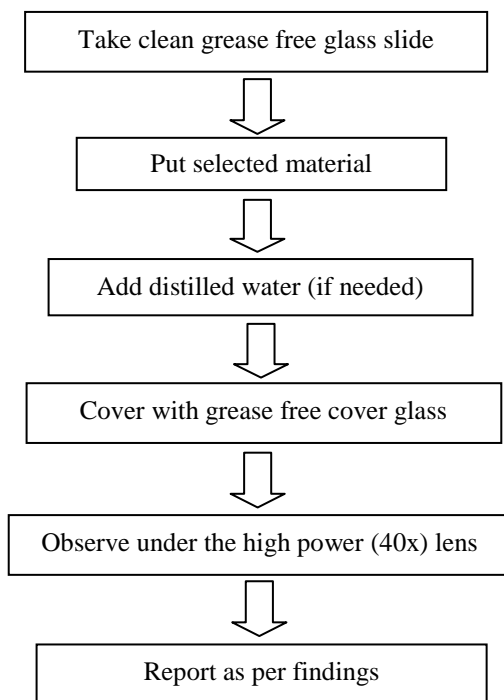 Take clean grease free glass slide
Put selected material
Add distilled water (if needed)
Cover with grease free cover glass
Observe under the high power (40x) lens
Report as per findings